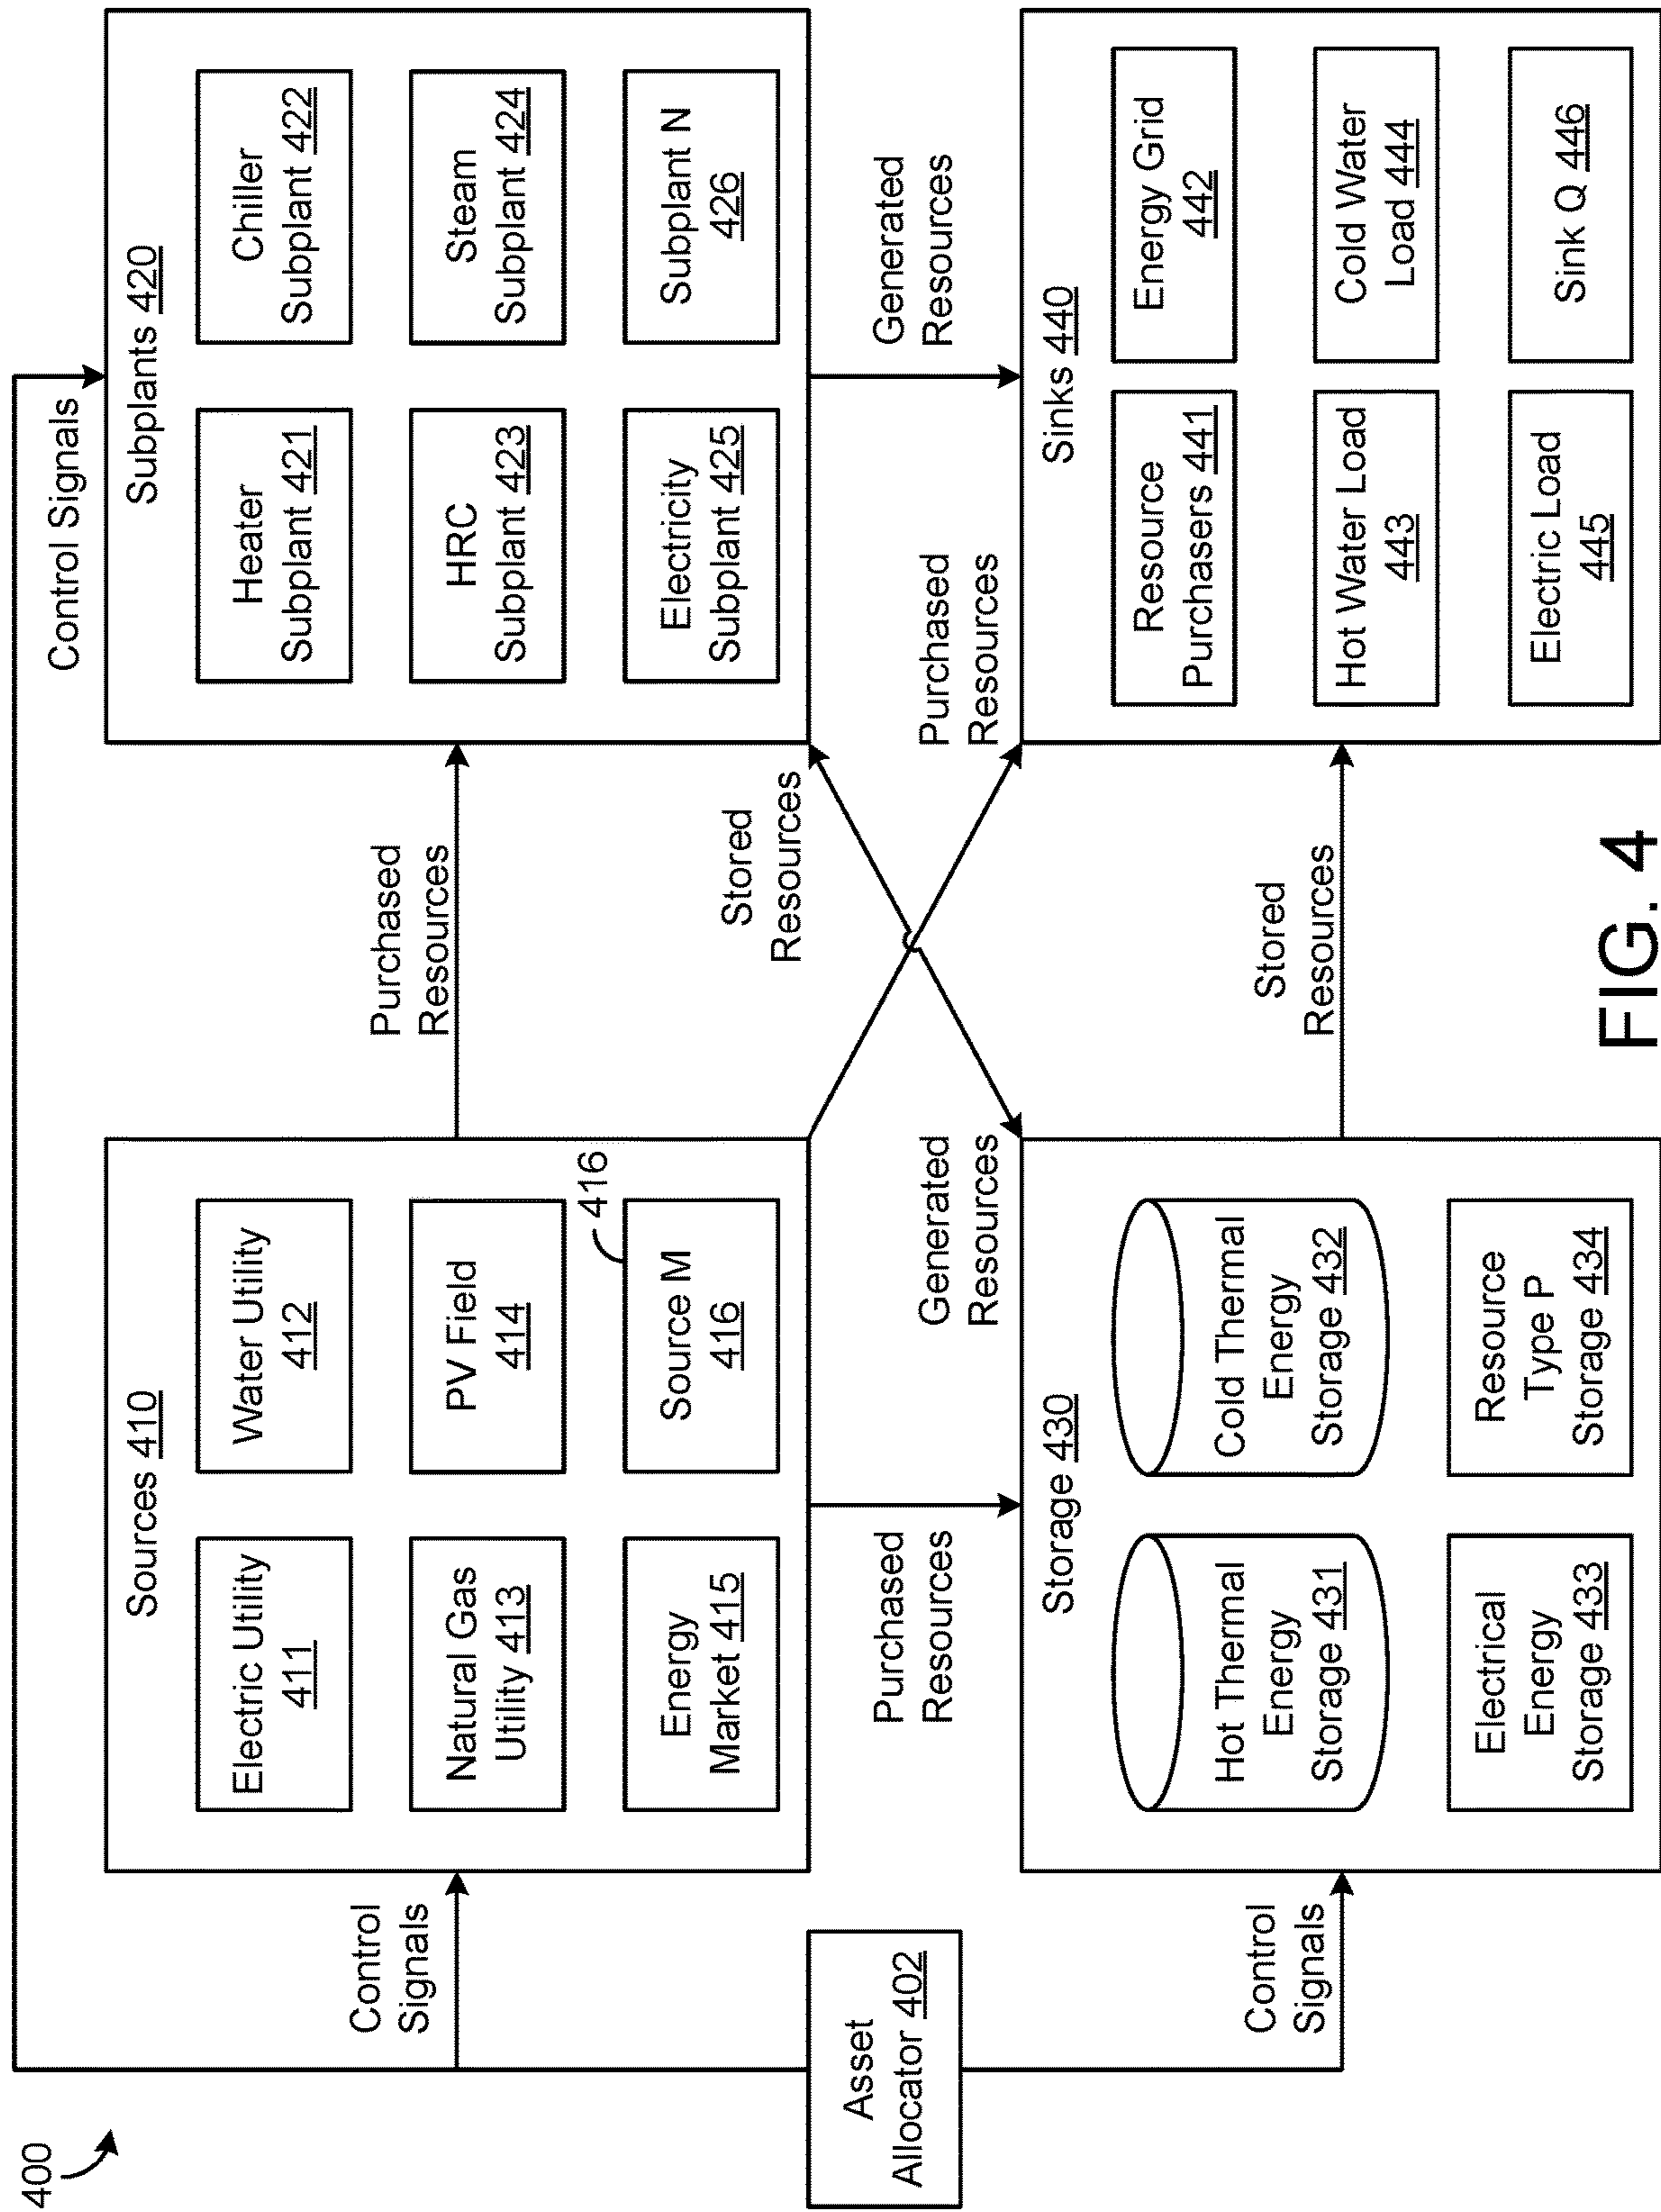 400
Control Signals
Control
Signals
Asset
Allocator 402
Control
Signals
Sources 410
Electric Utility
411
Water Utility
412
Natural Gas
Utility 413
PV Field
414
Energy
Market 415
Source M
416
416
Purchased
Resources
Subplants 420
Heater
Subplant 421
Chiller
Subplant 422
HRC
Subplant 423
Steam
Subplant 424
Electricity
Subplant 425
Subplant N
426
Purchased
Resources
Generated
Resources
Stored
Resources
Purchased
Resources
Generated
Resources
Storage 430
Hot Thermal
Energy
Storage 431
Cold Thermal
Energy
Storage 432
Electrical
Energy
Storage 433
Resource
Type P
Storage 434
Stored
Resources
Sinks 440
Resource
Purchasers 441
Energy Grid
442
Hot Water Load
443
Cold Water
Load 444
Electric Load
445
Sink Q 446
FIG. 4